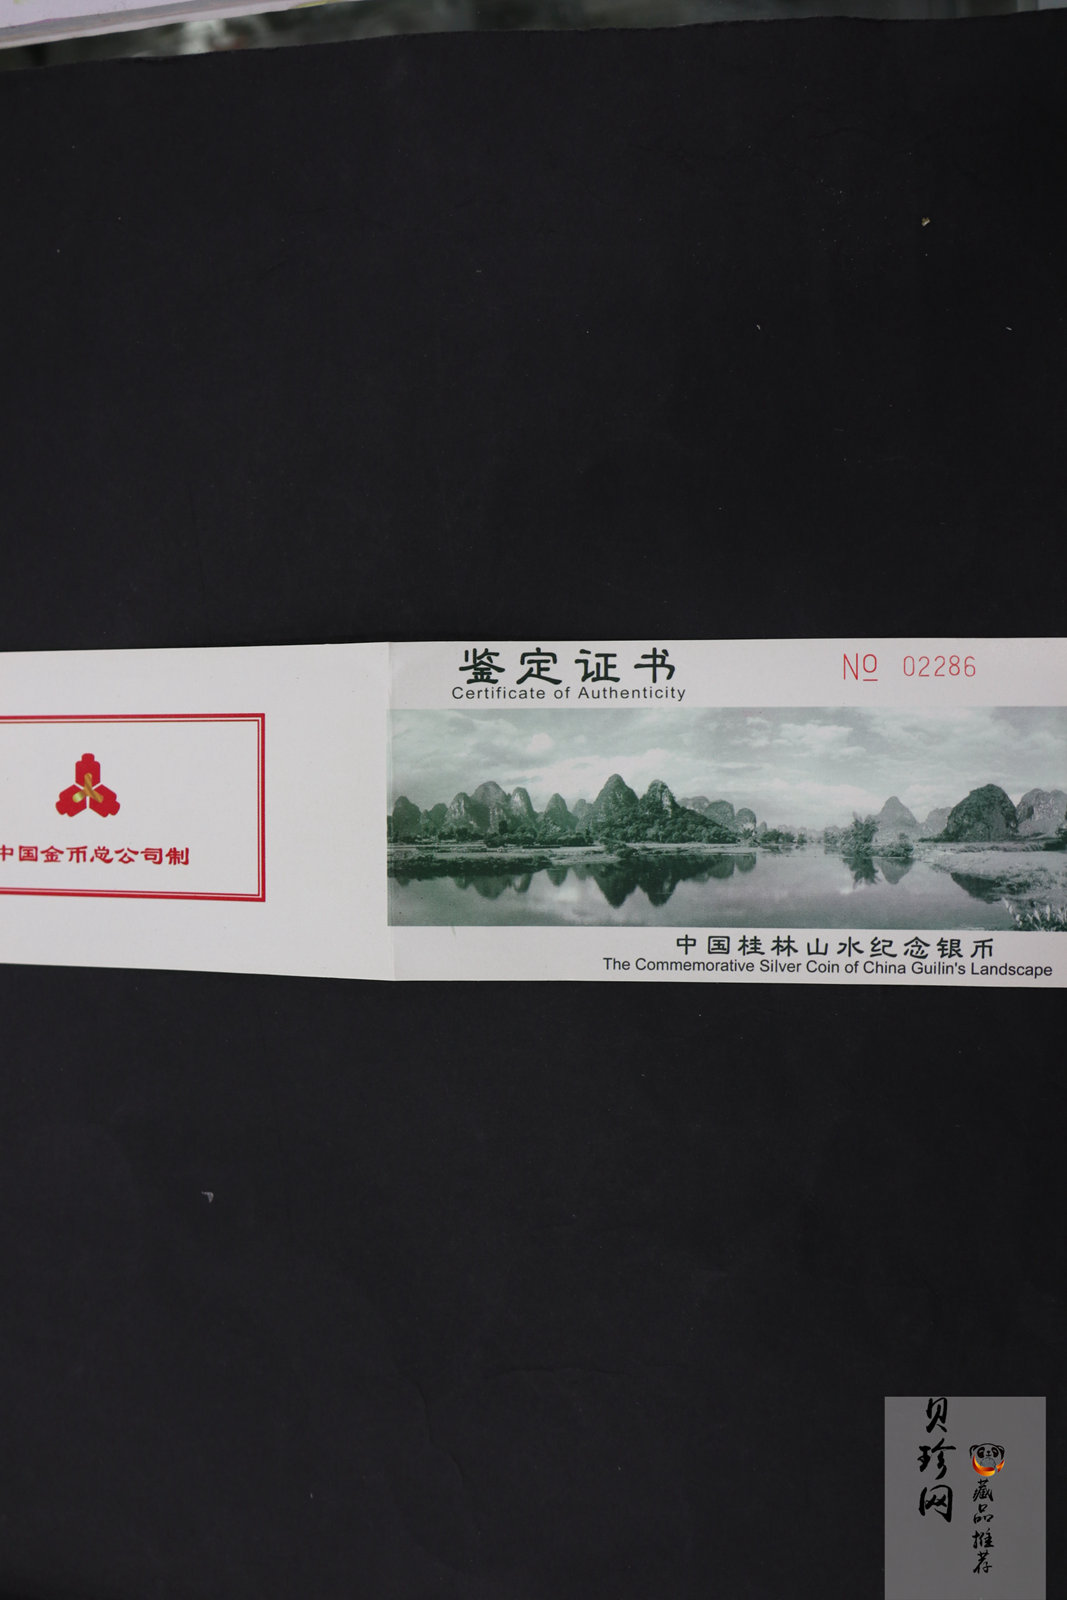 鉴定证书
Certificate of Authenticity
No 02286
中国金币总公司制
中国桂林山水纪念银币
The Commemorative Silver Coin of China Guilin's Landscape
贝珍网
藏品推荐